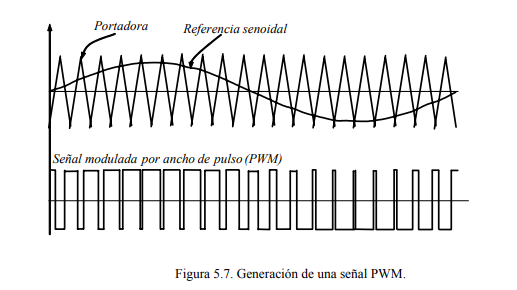 Portadora
Referencia senoidal
Señal modulada por ancho de pulso (PWM)
Figura 5.7. Generación de una señal PWM.